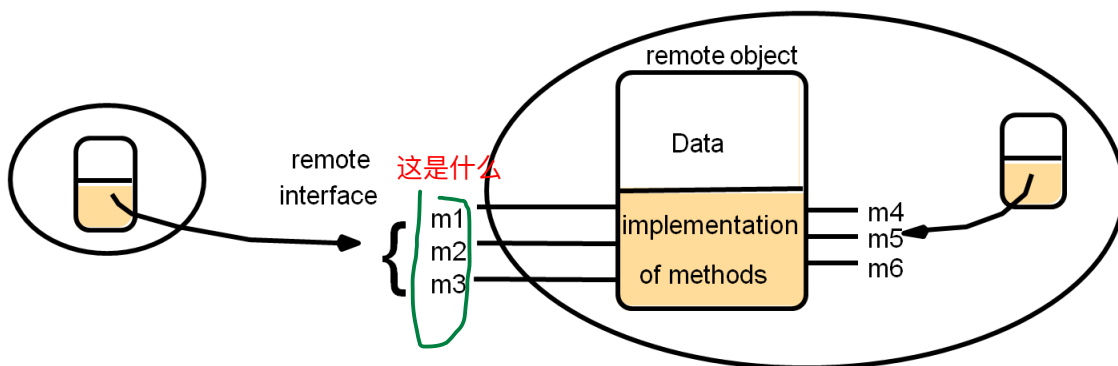 remote object
Data
remote
interface
这是什么
m1
m2
m3
implementation
of methods
m4
m5
m6